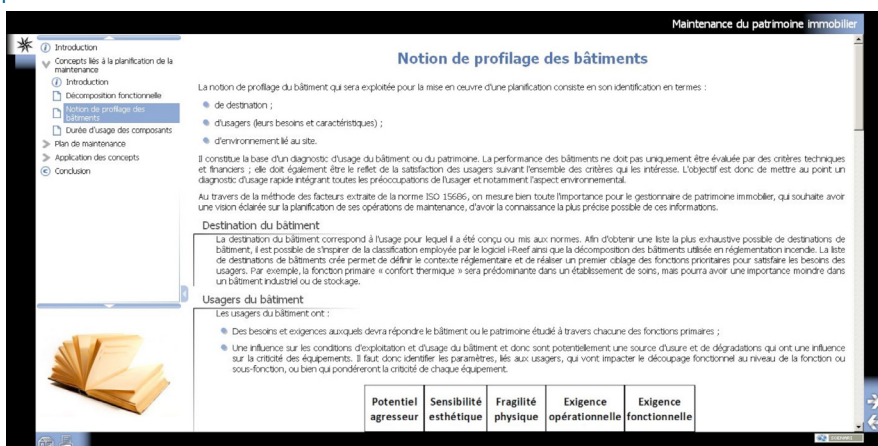 Maintenance du patrimoine immobilier
Introduction
Concepts liés à la planification de la
maintenance
Introduction
Décomposition fonctionnelle
Notion de profilage des
bâtiments
Durée d'usage des composants
Plan de maintenance
Application des concepts
Conclusion
Notion de profilage des bâtiments
La notion de profilage du bâtiment qui sera exploitée pour la mise en œuvre d'une planification consiste en son identification en termes :
de destination ;
d'usagers (leurs besoins et caractéristiques) ;
d'environnement lié au site.
Il constitue la base d'un diagnostic d'usage du bâtiment ou du patrimoine. La performance des bâtiments ne doit pas uniquement être évaluée par des critères techniques
et financiers ; elle doit également être le reflet de la satisfaction des usagers suivant l'ensemble des critères qui les intéresse. L'objectif est donc de mettre au point un
diagnostic d'usage rapide intégrant toutes les préoccupations de l'usager et notamment l'aspect environnemental.
Au travers de la méthode des facteurs extraite de la norme ISO 15686, on mesure bien toute l'importance pour le gestionnaire de patrimoine immobilier, qui souhaite avoir
une vision éclairée sur la planification de ses opérations de maintenance, d'avoir la connaissance la plus précise possible de ces informations.
Destination du bâtiment
La destination du bâtiment correspond à l'usage pour lequel il a été conçu ou mis aux normes. Afin d'obtenir une liste la plus exhaustive possible de destinations de
bâtiment, il est possible de s'inspirer de la classification employée par le logiciel i-Reef ainsi que la décomposition des bâtiments utilisée en réglementation incendie. La liste
de destinations de bâtiments crée permet de définir le contexte réglementaire et de réaliser un premier ciblage des fonctions prioritaires pour satisfaire les besoins des
usagers. Par exemple, la fonction primaire « confort thermique » sera prédominante dans un établissement de soins, mais pourra avoir une importance moindre dans
un bâtiment industriel ou de stockage.
Usagers du bâtiment
Les usagers du bâtiment ont :
Des besoins et exigences auxquels devra répondre le bâtiment ou le patrimoine étudié à travers chacune des fonctions primaires ;
Une influence sur les conditions d'exploitation et d'usage du bâtiment et donc sont potentiellement une source d'usure et de dégradations qui ont une influence
sur la criticité des équipements. Il faut donc identifier les paramètres, liés aux usagers, qui vont impacter le découpage fonctionnel au niveau de la fonction ou
sous-fonction, ou bien qui pondéreront la criticité de chaque équipement.
Potentiel Sensibilité Fragilité Exigence Exigence
agresseur esthétique physique opérationnelle fonctionnelle